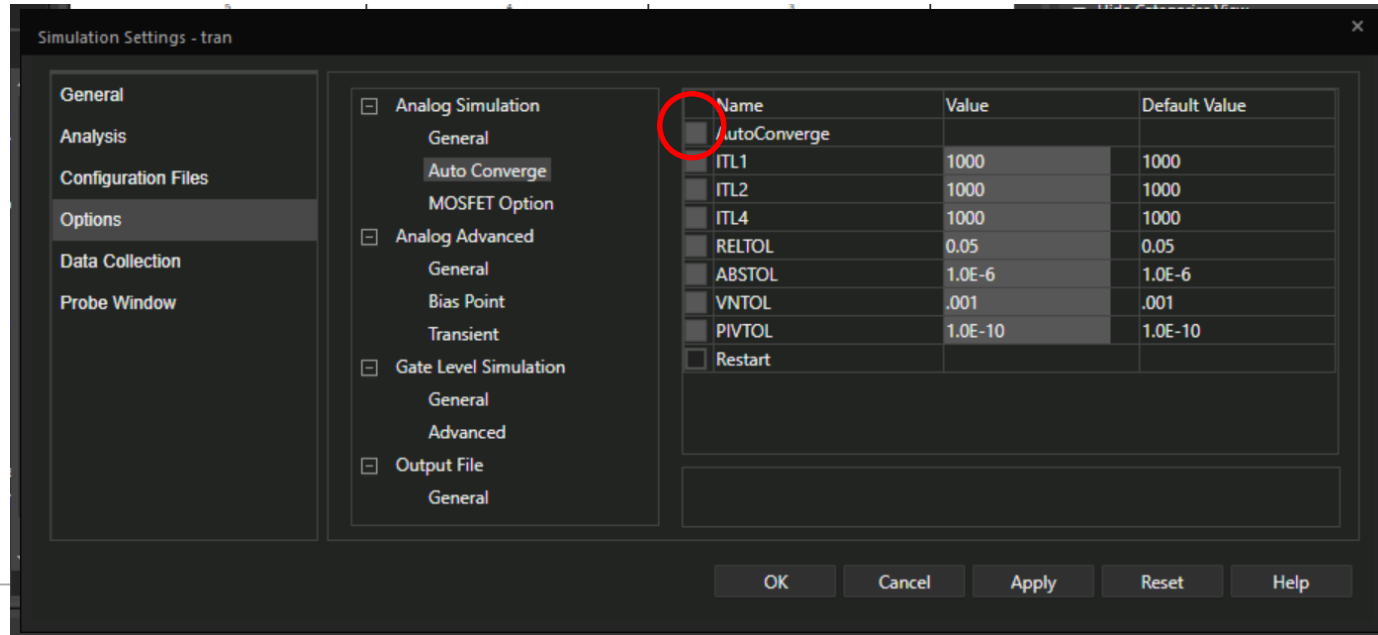 Simulation Settings - tran
General
Analysis
Configuration Files
Options
Data Collection
Probe Window
Analog Simulation
General
Auto Converge
MOSFET Option
Analog Advanced
General
Bias Point
Transient
Gate Level Simulation
General
Advanced
Output File
General
Name Value Default Value
AutoConverge
ITL1 1000 1000
ITL2 1000 1000
ITL4 1000 1000
RELTOL 0.05 0.05
ABSTOL 1.0E-6 1.0E-6
VNTOL .001 .001
PIVTOL 1.0E-10 1.0E-10
Restart
OK Cancel Apply Reset Help